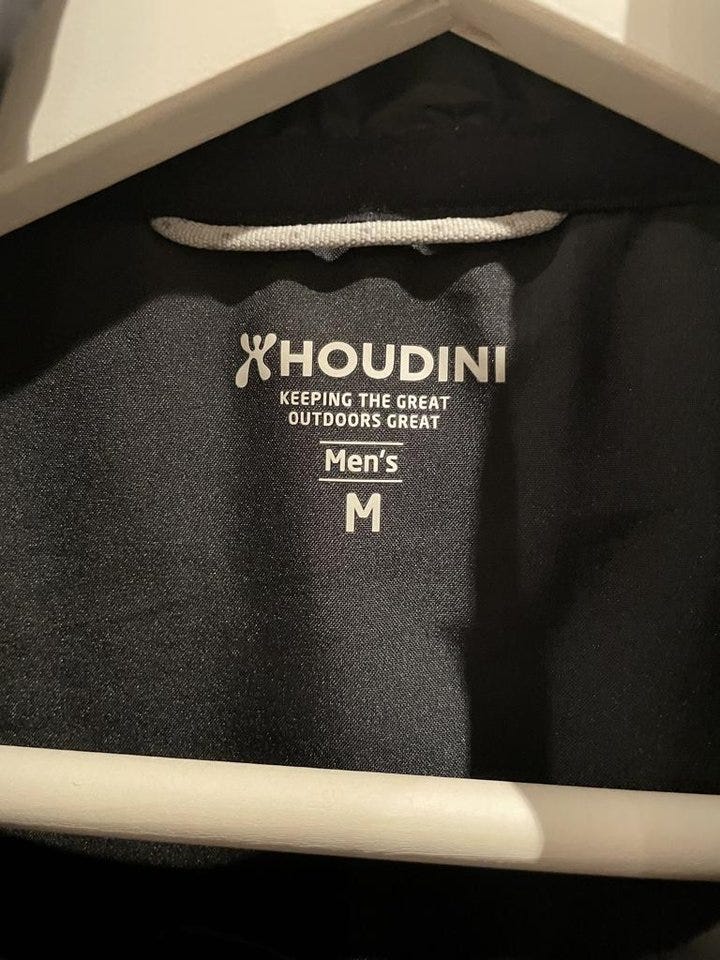 HOUDINI
KEEPING THE GREAT
OUTDOORS GREAT
Men's
M